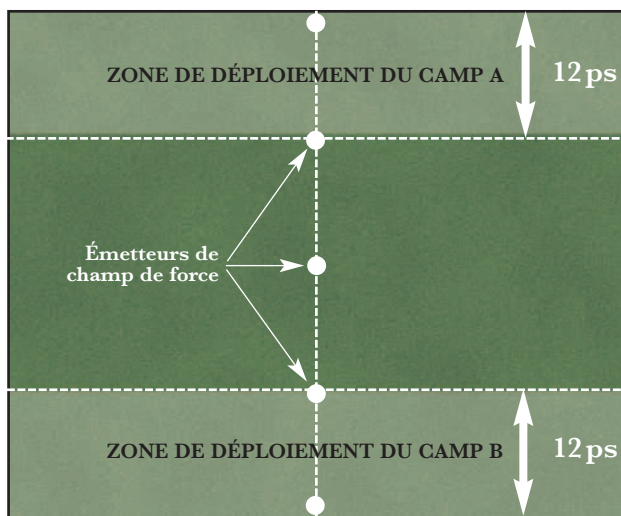 ZONE DE DÉPLOIEMENT DU CAMP A
12 ps
Émetteurs de
champ de force
ZONE DE DÉPLOIEMENT DU CAMP B
12 ps